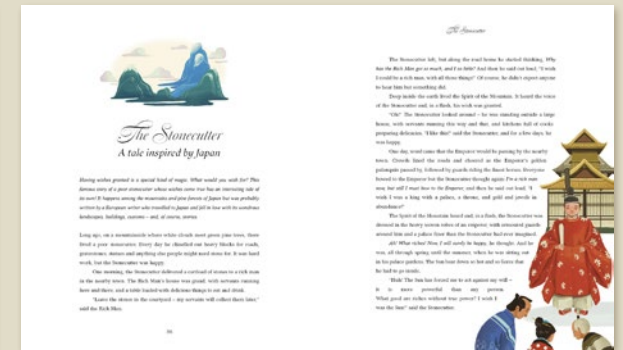 The Stonecutter
A tale inspired by Japan
Having wishes granted is a special kind of magic. What would you wish for? This
famous story of a poor stonecutter whose wishes come true has an interesting tale of
its own! It happens among the mountains and pine forests of Japan but was probably
written by a European writer who travelled to Japan and fell in love with its wondrous
landscapes, buildings, customs – and, of course, stories.
Long ago, on a mountainside where white clouds meet green pine trees, there
lived a poor stonecutter. Every day he chiselled out heavy blocks for roads,
gravestones, statues and anything else people might need stone for. It was hard
work, but the Stonecutter was happy.
One morning, the Stonecutter delivered a cartload of stones to a rich man
in the nearby town. The Rich Man's house was grand, with servants running
here and there, and a table loaded with delicious things to eat and drink.
'Leave the stones in the courtyard – my servants will collect them later,'
said the Rich Man.
The Stonecutter
The Stonecutter left, but along the road home he started thinking, Why
has the Rich Man got so much, and I so little? And then he said out loud, 'I wish
I could be a rich man, with all those things!' Of course, he didn't expect anyone
to hear him but something did.
Deep inside the earth lived the Spirit of the Mountain. It heard the voice
of the Stonecutter and, in a flash, his wish was granted.
'Oh!' The Stonecutter looked around – he was standing outside a large
house, with servants running this way and that, and kitchens full of cooks
preparing delicacies. 'I like this!' said the Stonecutter, and for a few days, he
was happy.
One day, word came that the Emperor would be passing by the nearby
town. Crowds lined the roads and cheered as the Emperor's golden
palanquin passed by, followed by guards riding the finest horses. Everyone
bowed to the Emperor but the Stonecutter thought again. I'm a rich man
now, but still I must bow to the Emperor, and then he said out loud, 'I
wish I was a king with a palace, a throne, and gold and jewels in
abundance!'
The Spirit of the Mountain heard and, in a flash, the Stonecutter was
dressed in the heavy woven robes of an emperor, with attentive guards
around him and a palace finer than the Stonecutter had ever imagined.
Ah! What riches! Now, I will surely be happy, he thought. And he
was, all through spring until the summer, when he was sitting out
in his palace gardens. The Sun beat down so hot and so fierce that
he had to go inside.
'Huh! The Sun has forced me to act against my will –
it is more powerful than any person.
What good are riches without true power? I wish I
was the Sun!' said the Stonecutter.